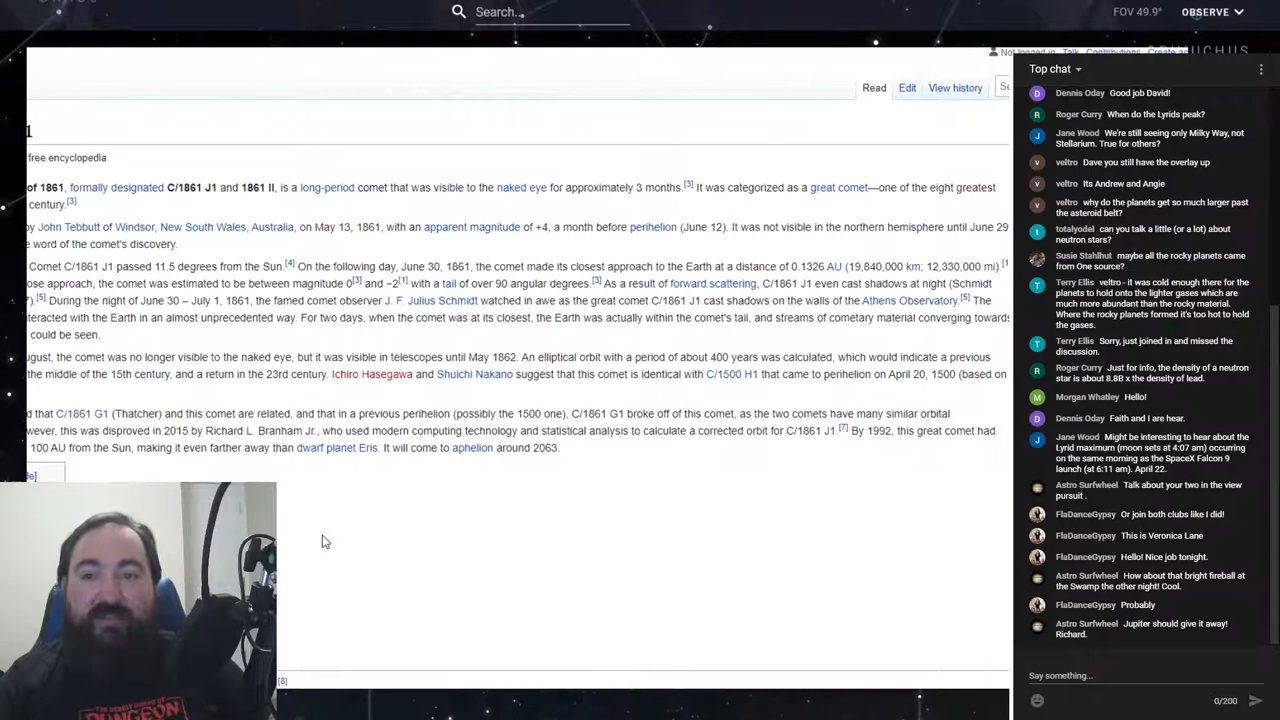 Search...
FOV 49.9°
OBSERVE
Not logged in Talk Contributions Create ac
UCHUS
Read Edit View history Se
1
free encyclopedia
of 1861, formally designated C/1861 J1 and 1861 II, is a long-period comet that was visible to the naked eye for approximately 3 months.[3] It was categorized as a great comet—one of the eight greatest
century.[3]
by John Tebbutt of Windsor, New South Wales, Australia, on May 13, 1861, with an apparent magnitude of +4, a month before perihelion (June 12). It was not visible in the northern hemisphere until June 29
e word of the comet's discovery.
Comet C/1861 J1 passed 11.5 degrees from the Sun.[4] On the following day, June 30, 1861, the comet made its closest approach to the Earth at a distance of 0.1326 AU (19,840,000 km; 12,330,000 mi).[1
ose approach, the comet was estimated to be between magnitude 0[3] and −2[1] with a tail of over 90 angular degrees.[3] As a result of forward scattering, C/1861 J1 even cast shadows at night (Schmidt
).[5] During the night of June 30 – July 1, 1861, the famed comet observer J. F. Julius Schmidt watched in awe as the great comet C/1861 J1 cast shadows on the walls of the Athens Observatory.[5] The
teracted with the Earth in an almost unprecedented way. For two days, when the comet was at its closest, the Earth was actually within the comet's tail, and streams of cometary material converging towards
could be seen.
ugust, the comet was no longer visible to the naked eye, but it was visible in telescopes until May 1862. An elliptical orbit with a period of about 400 years was calculated, which would indicate a previous
the middle of the 15th century, and a return in the 23rd century. Ichiro Hasegawa and Shuichi Nakano suggest that this comet is identical with C/1500 H1 that came to perihelion on April 20, 1500 (based on
d that C/1861 G1 (Thatcher) and this comet are related, and that in a previous perihelion (possibly the 1500 one), C/1861 G1 broke off of this comet, as the two comets have many similar orbital
owever, this was disproved in 2015 by Richard L. Branham Jr., who used modern computing technology and statistical analysis to calculate a corrected orbit for C/1861 J1.[7] By 1992, this great comet had
100 AU from the Sun, making it even farther away than dwarf planet Eris. It will come to aphelion around 2063.
de]
[8]
THE DEADLY ROOMS OF
DUNGEON
Top chat
D Dennis Oday Good job David!
R Roger Curry When do the Lyrids peak?
J Jane Wood We're still seeing only Milky Way, not
Stellarium. True for others?
v veltro Dave you still have the overlay up
v veltro Its Andrew and Angie
v veltro why do the planets get so much larger past
the asteroid belt?
t totalyodel can you talk a little (or a lot) about
neutron stars?
Susie Stahlhut maybe all the rocky planets came
from One source?
T Terry Ellis veltro - it was cold enough there for the
planets to hold onto the lighter gases which are
much more abundant than the rocky material.
Where the rocky planets formed it's too hot to hold
the gases.
T Terry Ellis Sorry, just joined in and missed the
discussion.
R Roger Curry Just for info, the density of a neutron
star is about 8.8B x the density of lead.
M Morgan Whatley Hello!
D Dennis Oday Faith and I are hear.
J Jane Wood Might be interesting to hear about the
Lyrid maximum (moon sets at 4:07 am) occurring
on the same morning as the SpaceX Falcon 9
launch (at 6:11 am). April 22.
Astro Surfwheel Talk about your two in the view
pursuit .
FlaDanceGypsy Or join both clubs like I did!
FlaDanceGypsy This is Veronica Lane
FlaDanceGypsy Hello! Nice job tonight.
Astro Surfwheel How about that bright fireball at
the Swamp the other night! Cool.
FlaDanceGypsy Probably
Astro Surfwheel Jupiter should give it away!
Richard.
Say something...
0/200